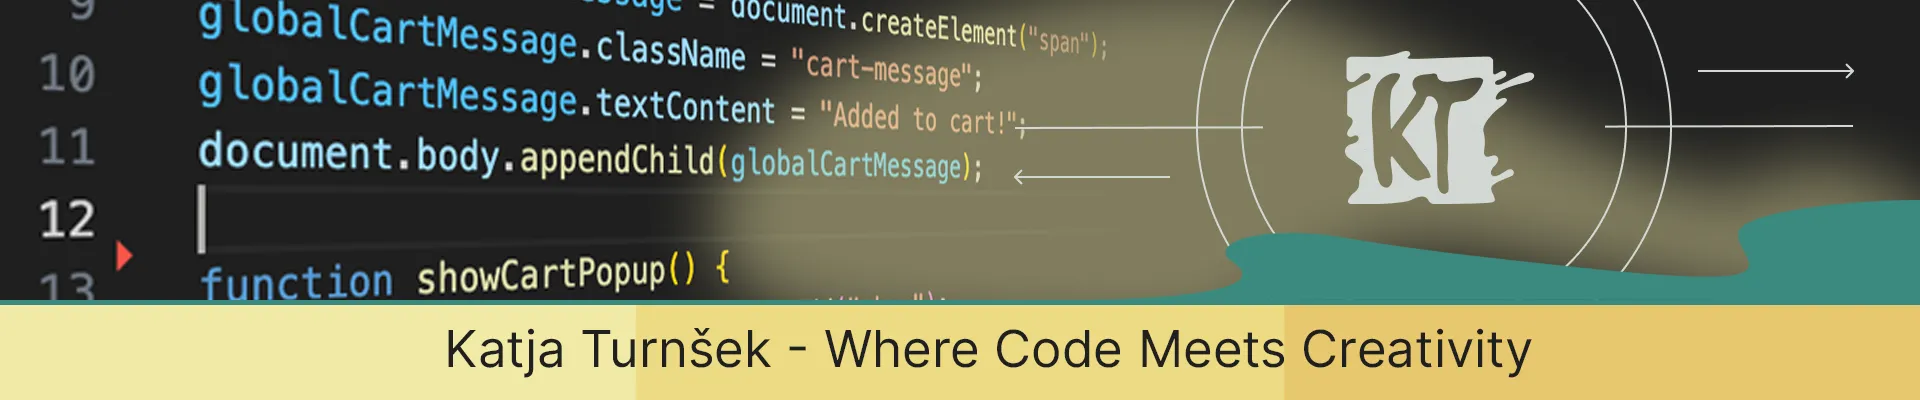 9
ssage = document.createElement("span");
10 globalCartMessage.className = "cart-message";
11 globalCartMessage.textContent = "Added to cart!";
document.body.appendChild(globalCartMessage);
12
13 function showCartPopup() {
KT
Katja Turnšek - Where Code Meets Creativity